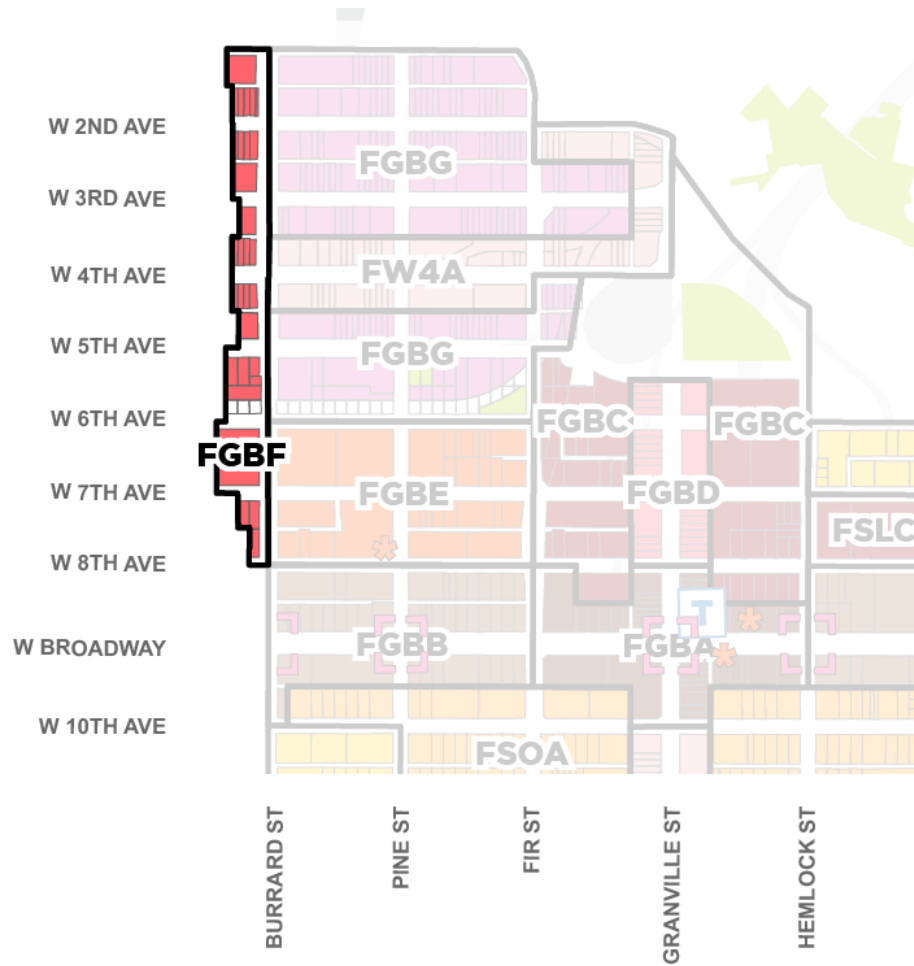 W 2ND AVE
FGBG
W 3RD AVE
W 4TH AVE
FW4A
W 5TH AVE
FGBG
W 6TH AVE
FGBC
FGBC
FGBF
W 7TH AVE
FGBE
FGBD
FSLC
W 8TH AVE
T
W BROADWAY
FGBB
FGBA
W 10TH AVE
FSOA
BURRARD ST
PINE ST
FIR ST
GRANVILLE ST
HEMLOCK ST